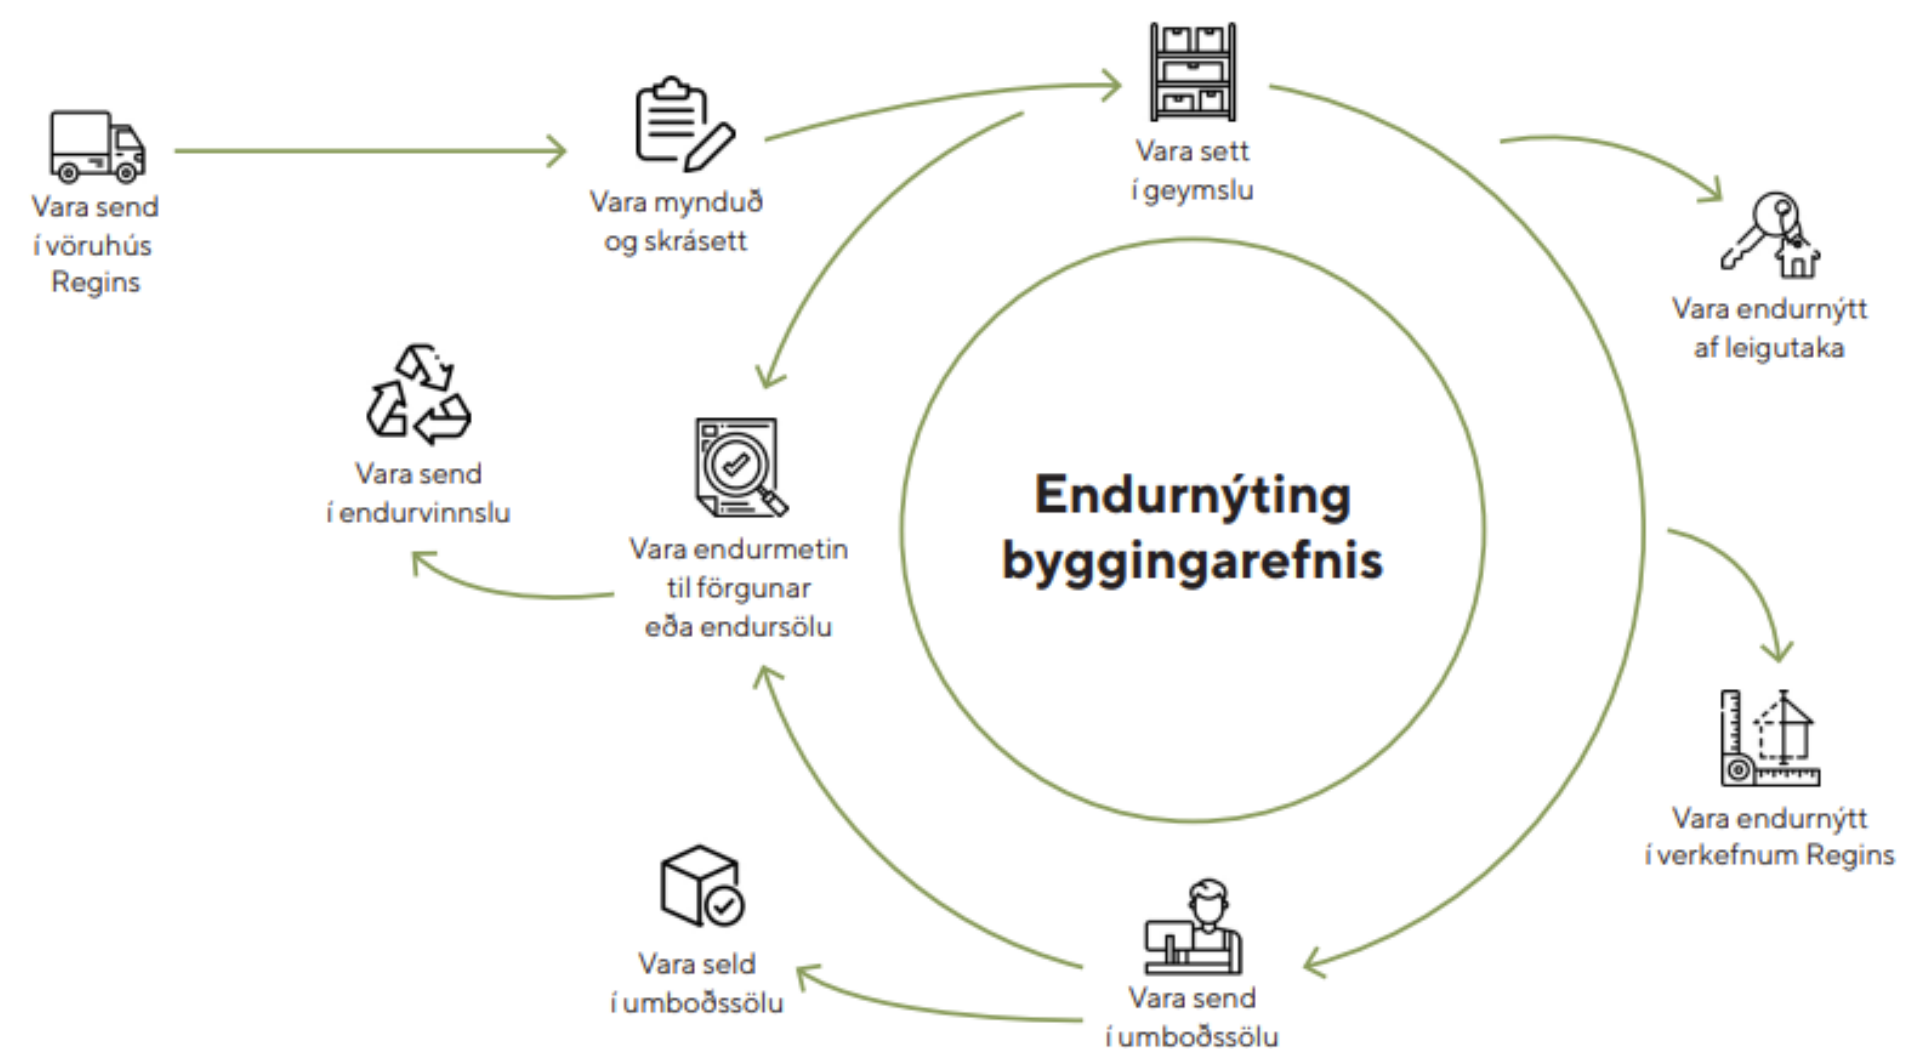 Vara send
í vöruhús
Regins
Vara mynduð
og skrásett
Vara sett
í geymslu
Vara endurnýtt
af leigutaka
Vara send
í endurvinnslu
Vara endurmetin
til förgunar
eða endursölu
Endurnýting
byggingarefnis
Vara endurnýtt
í verkefnum Regins
Vara seld
í umboðssölu
Vara send
í umboðssölu